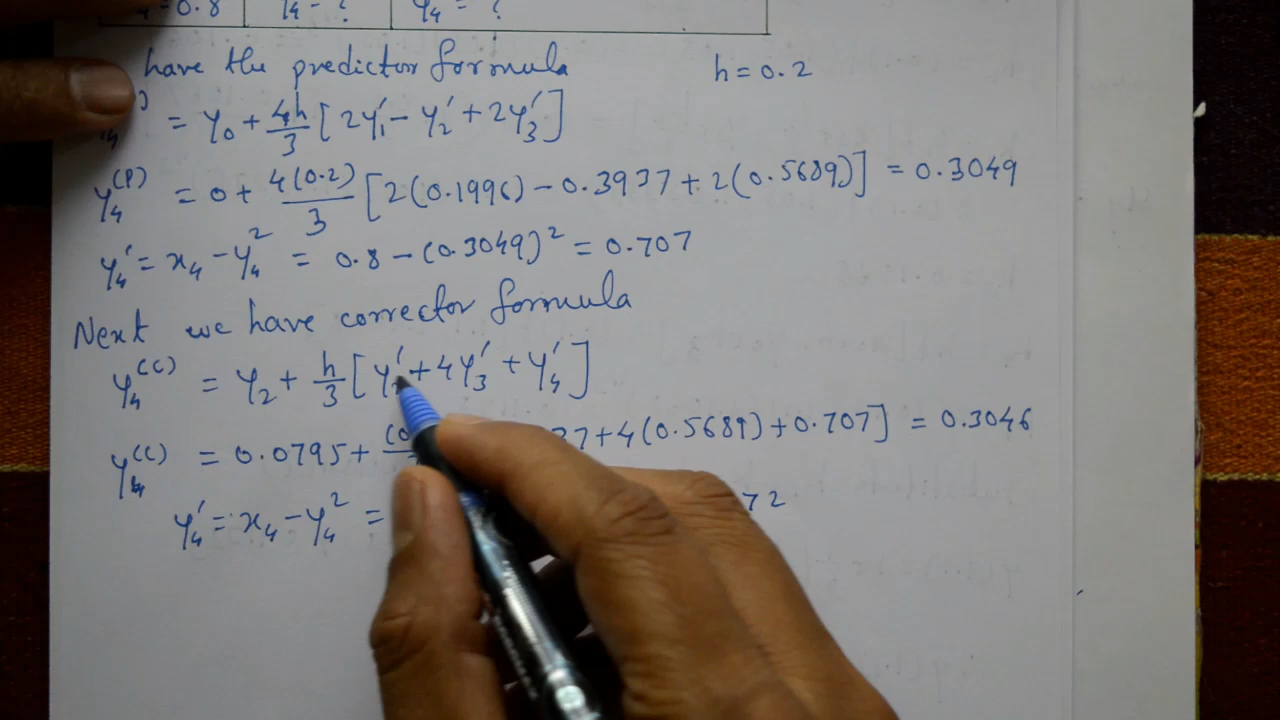 = 0.8 y₄ = ? y₄' = ?
have the predictor formula h = 0.2
= y₀ + 4h/3 [2y₁' − y₂' + 2y₃']
y₄^(P) = 0 + 4(0.2)/3 [2(0.1996) − 0.3937 + 2(0.5689)] = 0.3049
y₄' = x₄ − y₄² = 0.8 − (0.3049)² = 0.707
Next we have corrector formula
y₄^(C) = y₂ + h/3 [y₂' + 4y₃' + y₄']
y₄^(C) = 0.0795 + (0 37 + 4(0.5689) + 0.707] = 0.3046
y₄' = x₄ − y₄² = 72